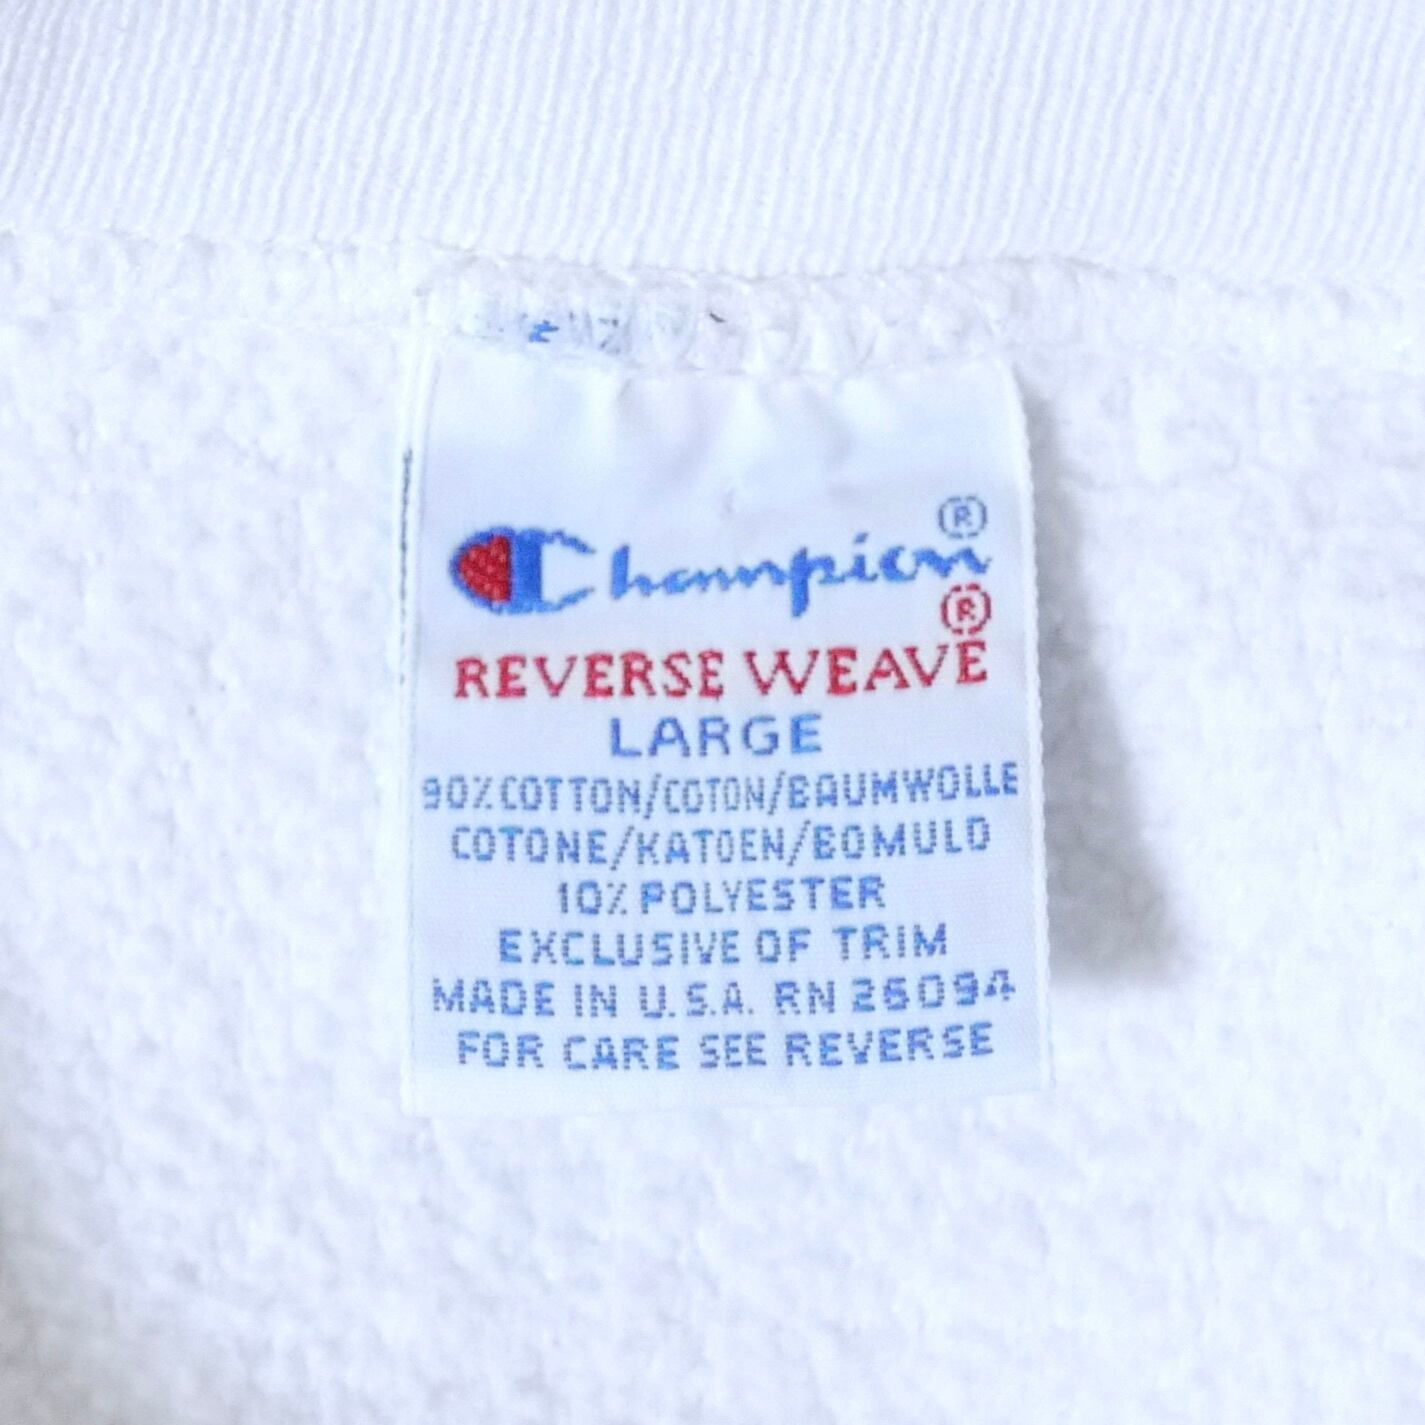 Champion®
REVERSE WEAVE®
LARGE
90% COTTON/COTON/BAUMWOLLE
COTONE/KATOEN/BOMULD
10% POLYESTER
EXCLUSIVE OF TRIM
MADE IN U.S.A. RN 26094
FOR CARE SEE REVERSE